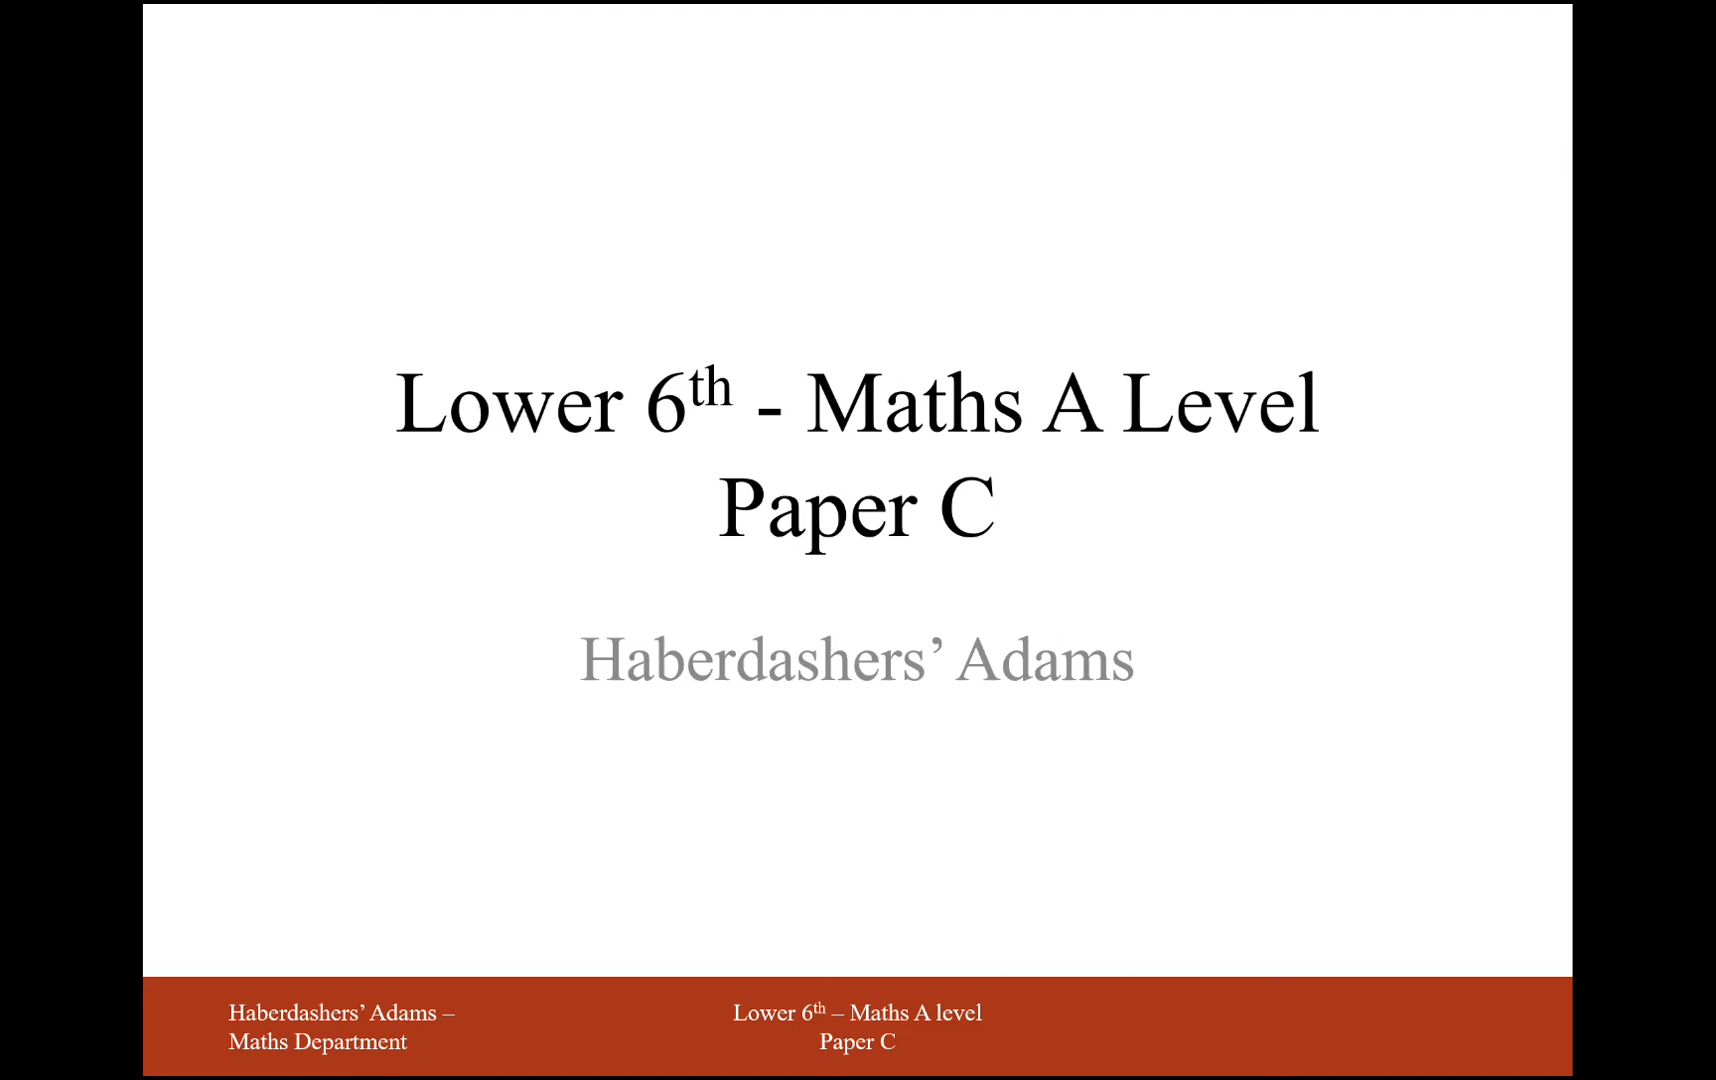 Lower 6th - Maths A Level
Paper C
Haberdashers’ Adams
Haberdashers’ Adams –
Maths Department
Lower 6th – Maths A level
Paper C